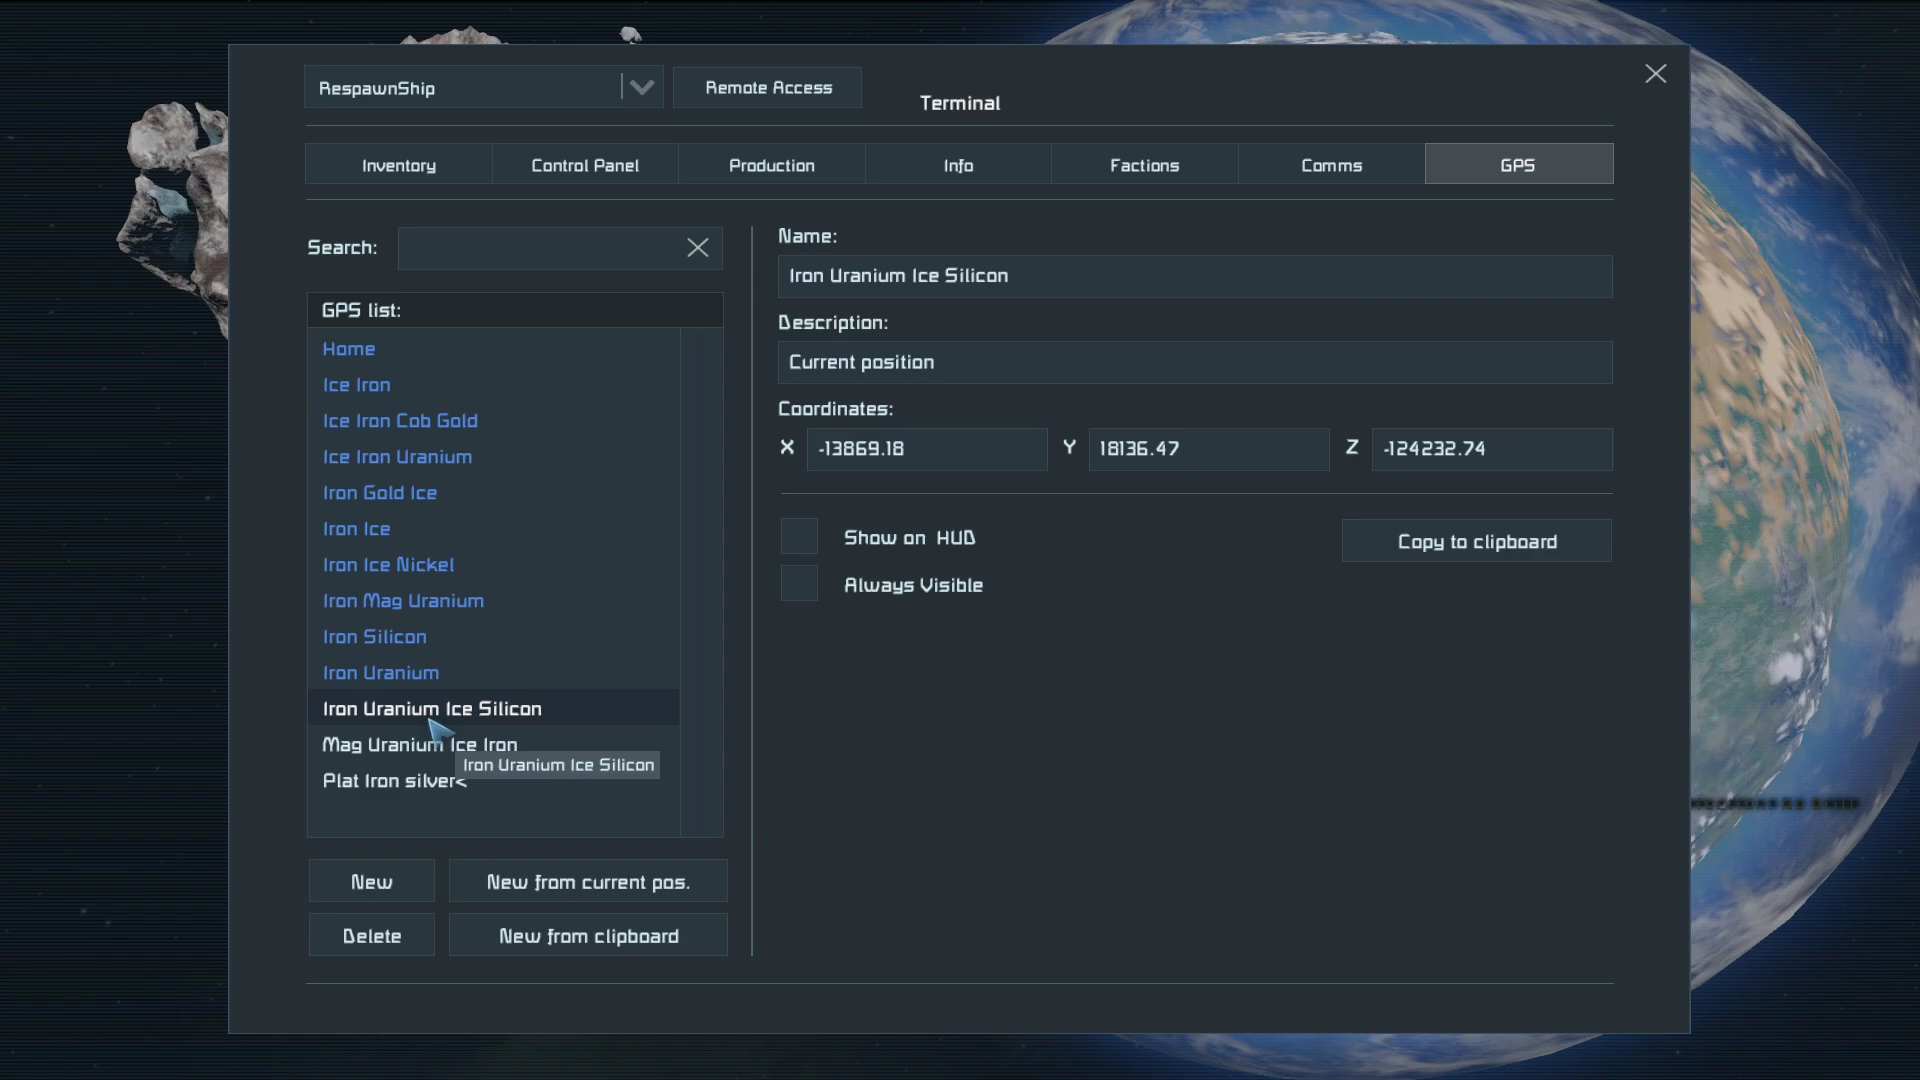 RespawnShip
Remote Access
Terminal
Inventory
Control Panel
Production
Info
Factions
Comms
GPS
Search:
GPS list:
Home
Ice Iron
Ice Iron Cob Gold
Ice Iron Uranium
Iron Gold Ice
Iron Ice
Iron Ice Nickel
Iron Mag Uranium
Iron Silicon
Iron Uranium
Iron Uranium Ice Silicon
Mag Uranium Ice Iron
Iron Uranium Ice Silicon
Plat Iron silver<
New
New from current pos.
Delete
New from clipboard
Name:
Iron Uranium Ice Silicon
Description:
Current position
Coordinates:
X -13869.18 Y 18136.47 Z -124232.74
Show on HUD
Copy to clipboard
Always Visible